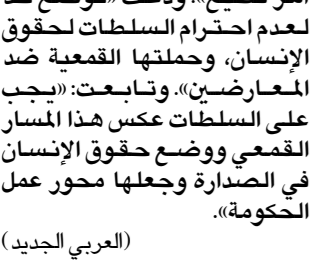 لعدم احترام السلطات لحقوق
الإنسان، وحملتها القمعية ضد
المعارضين». وتابعت: «يجب
على السلطات عكس هذا المسار
القمعي ووضع حقوق الإنسان
في الصدارة وجعلها محور عمل
الحكومة».
(العربي الجديد)